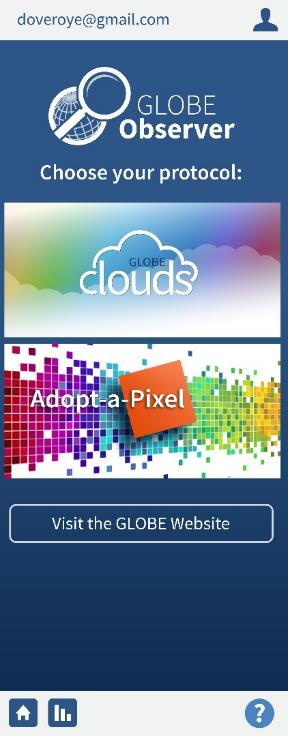 doveroye@gmail.com
GLOBE
Observer
Choose your protocol:
GLOBE
clouds
Adopt-a-Pixel
Visit the GLOBE Website
?